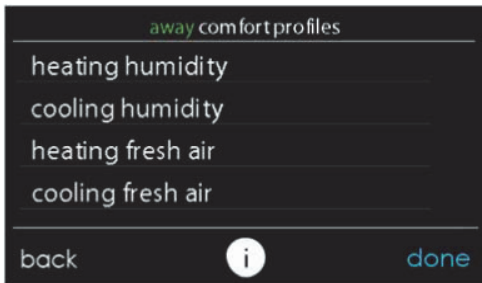 away comfort profiles
heating humidity
cooling humidity
heating fresh air
cooling fresh air
back i done